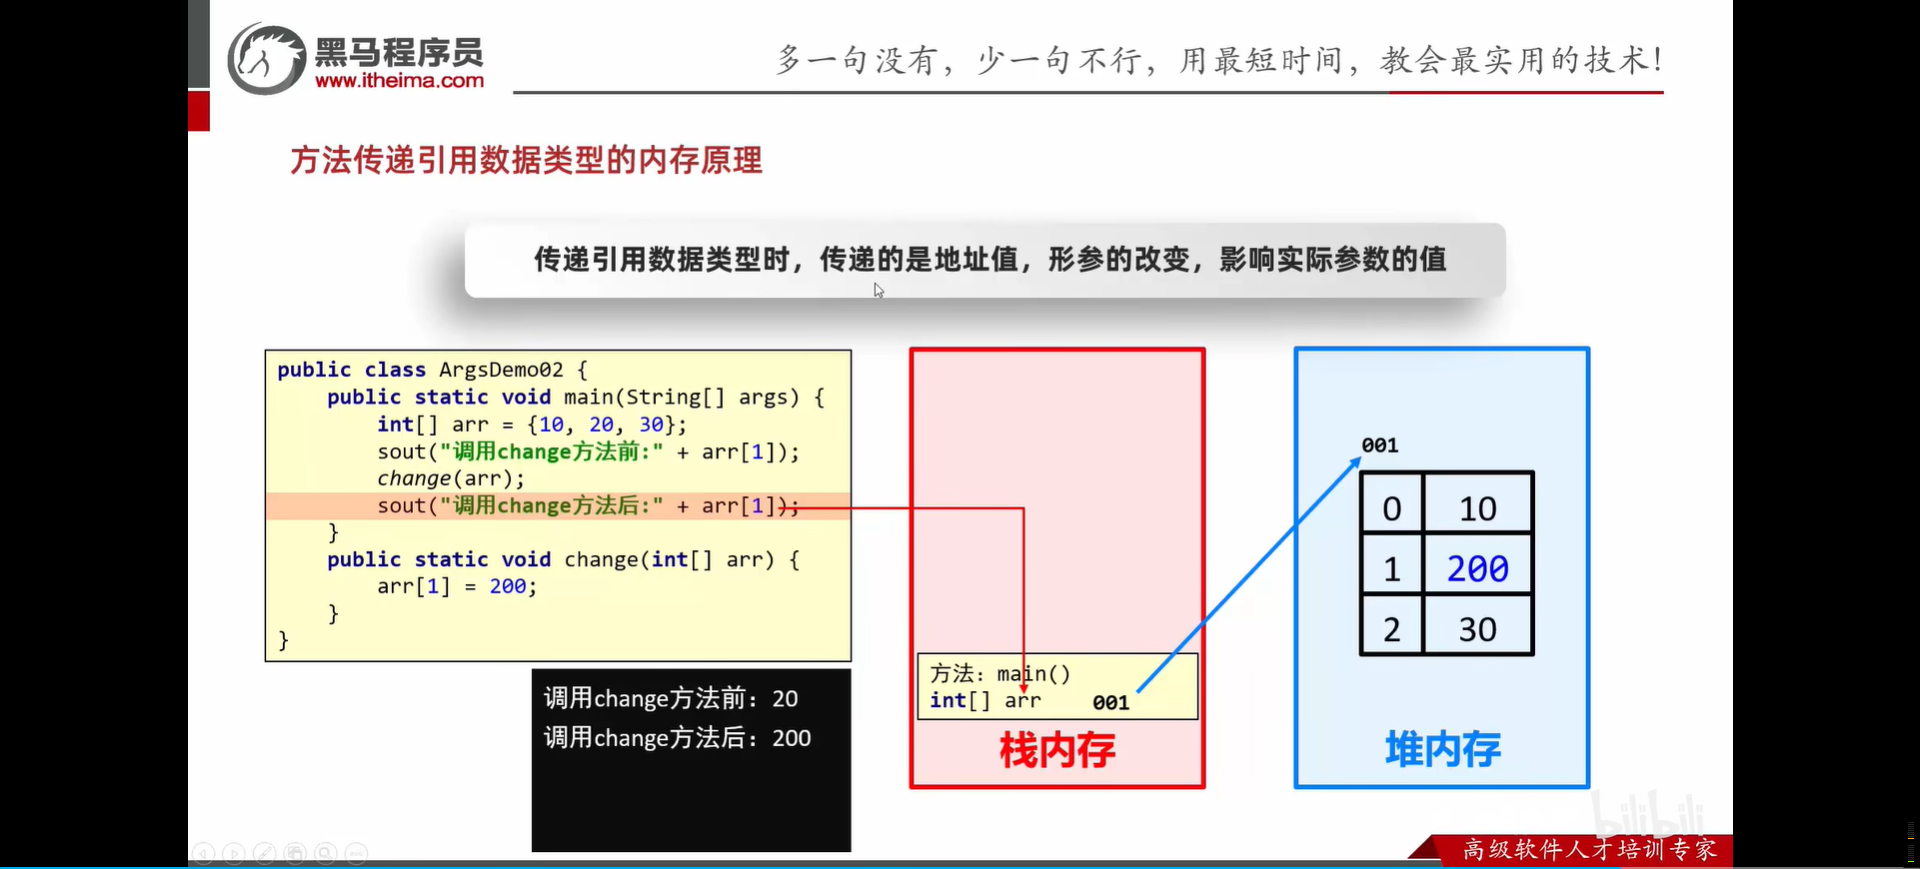 黑马程序员
www.itheima.com
多一句没有，少一句不行，用最短时间，教会最实用的技术！
方法传递引用数据类型的内存原理
传递引用数据类型时，传递的是地址值，形参的改变，影响实际参数的值
public class ArgsDemo02 {
    public static void main(String[] args) {
        int[] arr = {10, 20, 30};
        sout("调用change方法前:" + arr[1]);
        change(arr);
        sout("调用change方法后:" + arr[1]);
    }
    public static void change(int[] arr) {
        arr[1] = 200;
    }
}
调用change方法前：20
调用change方法后：200
方法：main()
int[] arr 001
栈内存
001
0 10
1 200
2 30
堆内存
bilibili
高级软件人才培训专家